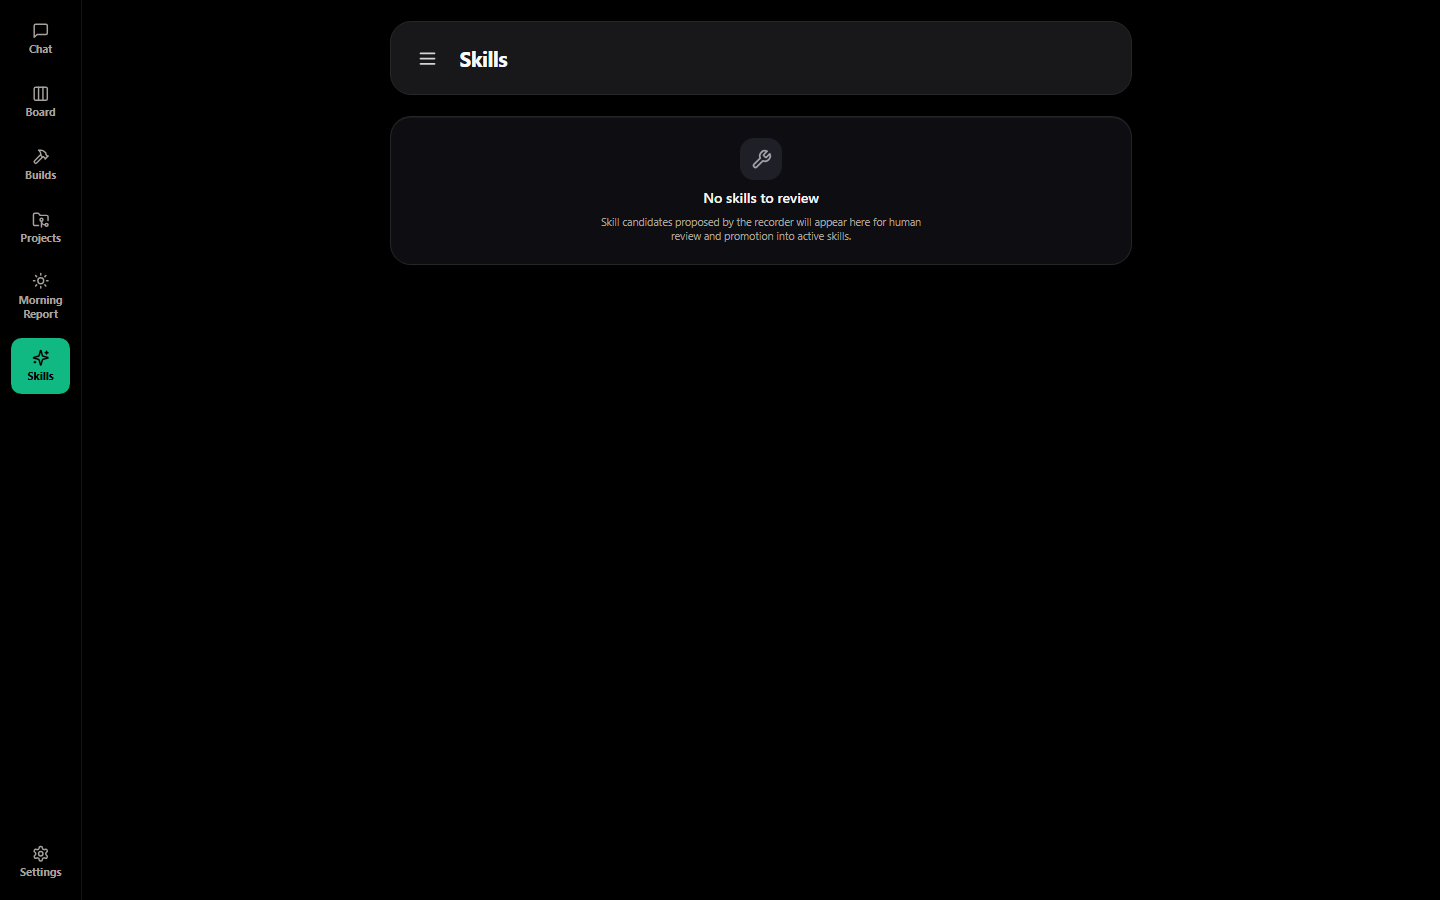 Chat
Board
Builds
Projects
Morning
Report
Skills
Settings
Skills
No skills to review
Skill candidates proposed by the recorder will appear here for human
review and promotion into active skills.